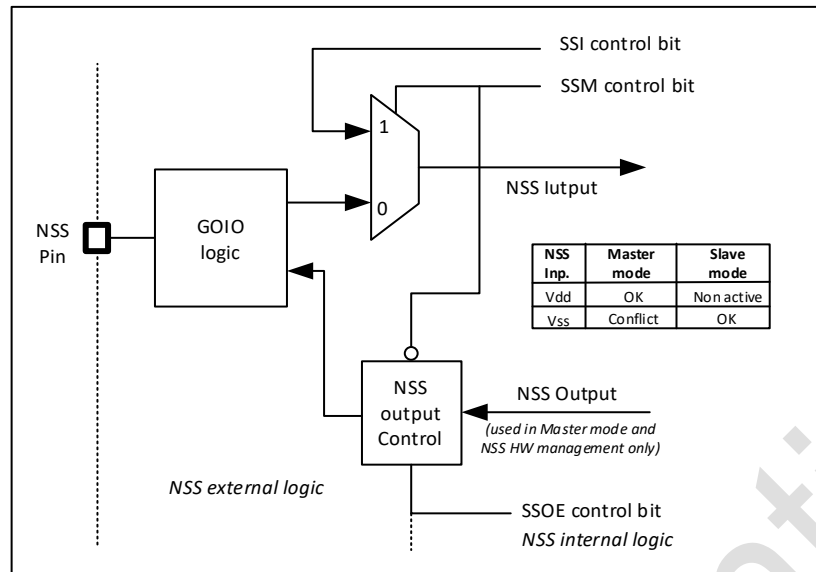 SSI control bit
SSM control bit
1
NSS Iutput
0
NSS
Pin
GOIO
logic
NSS Master Slave
Inp. mode mode
Vdd OK Non active
Vss Conflict OK
NSS
output
Control
NSS Output
(used in Master mode and
NSS HW management only)
NSS external logic
SSOE control bit
NSS internal logic